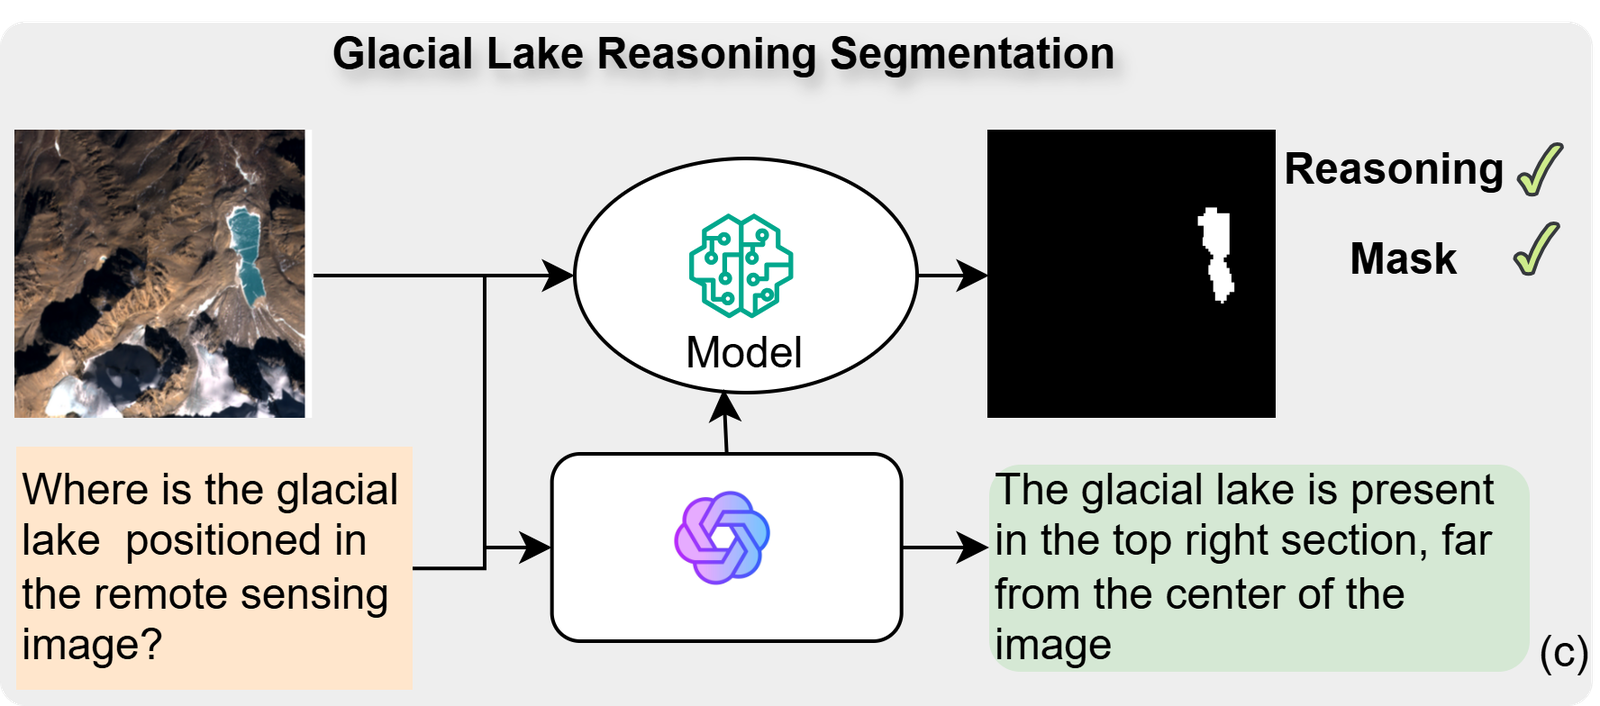 Glacial Lake Reasoning Segmentation
Reasoning
Mask
Model
Where is the glacial
lake  positioned in
the remote sensing
image?
The glacial lake is present
in the top right section, far
from the center of the
image
(c)